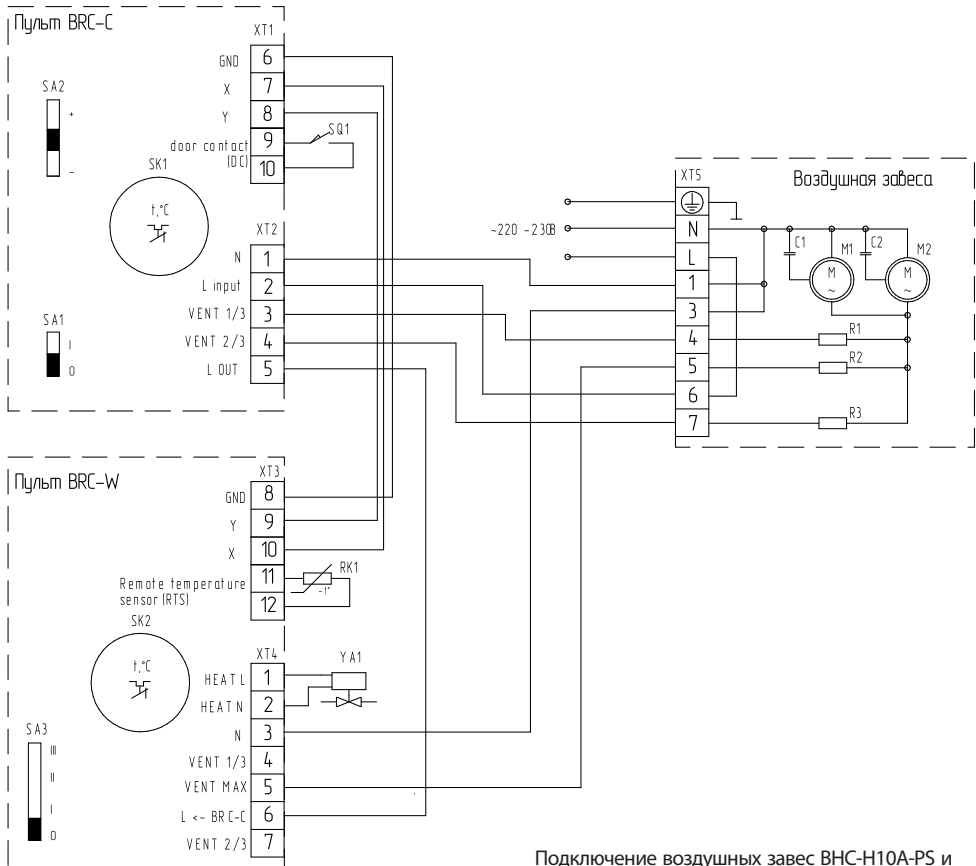 Пульт BRC-C
XT1
GND 6
X 7
Y 8
door contact (DC) 9
10
SQ1
SA2
+
-
SK1
t,°C
XT2
N 1
L input 2
VENT 1/3 3
VENT 2/3 4
L OUT 5
SA1
I
0
~220 -230В
XT5
Воздушная завеса
N
L
1
3
4
5
6
7
C1
M1
M
~
C2
M2
M
~
R1
R2
R3
Пульт BRC-W
XT3
GND 8
Y 9
X 10
Remote temperature 11
sensor (RTS) 12
RK1
-t°
SK2
t,°C
XT4
HEAT L 1
HEAT N 2
N 3
VENT 1/3 4
VENT MAX 5
L <- BRC-C 6
VENT 2/3 7
YA1
SA3
III
II
I
0
Подключение воздушных завес BHC-H10A-PS и